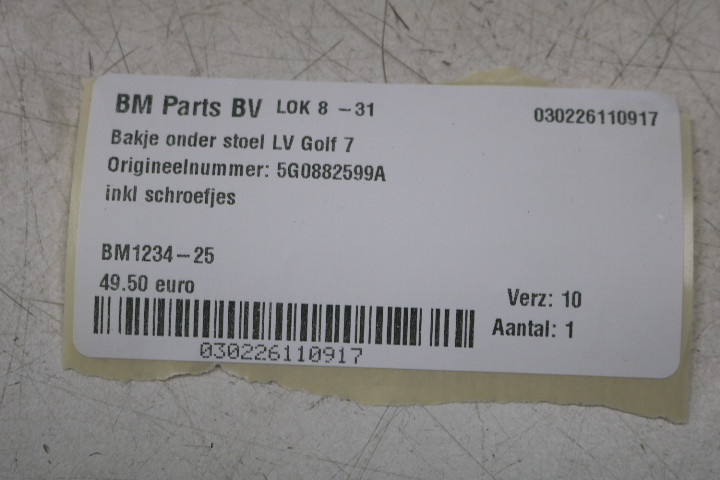 BM Parts BV LOK 8 -31 030226110917
Bakje onder stoel LV Golf 7
Origineelnummer: 5G0882599A
inkl schroefjes
BM1234-25
49.50 euro
Verz: 10
Aantal: 1
030226110917